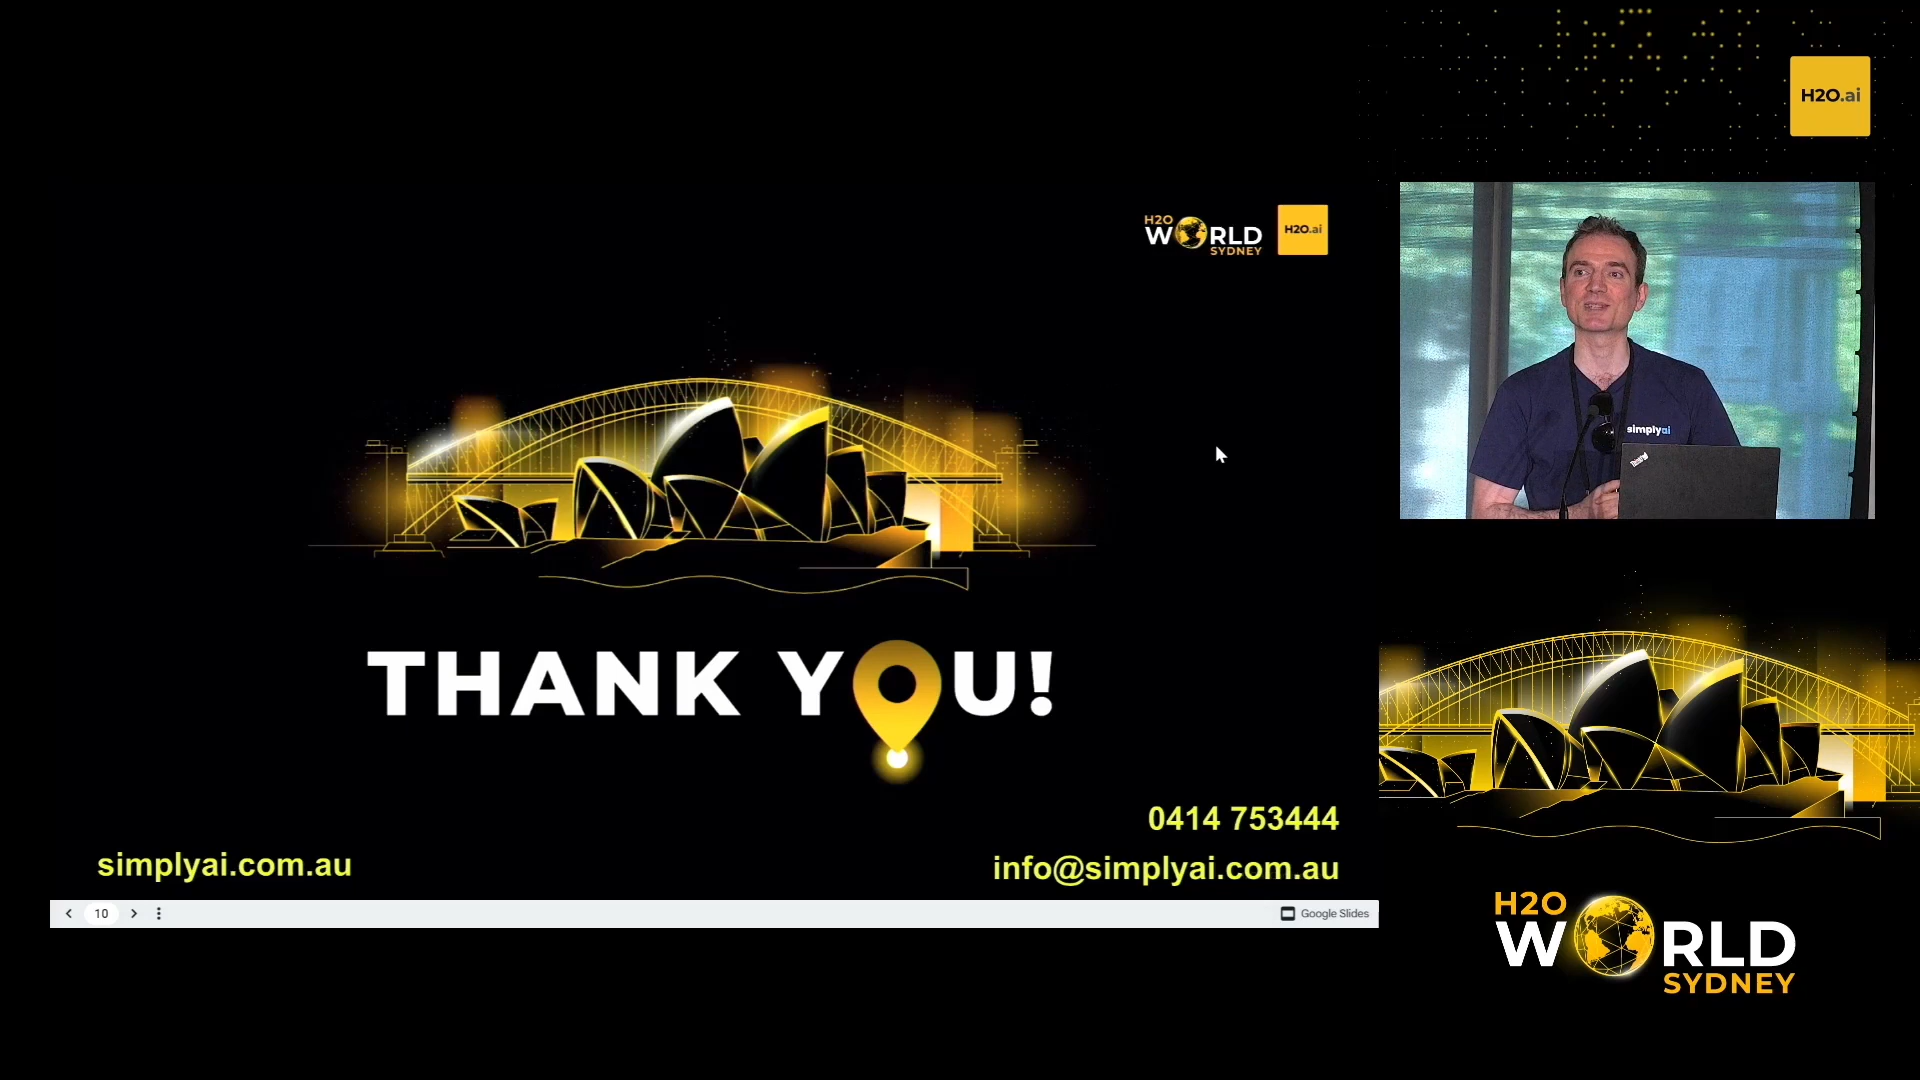 H2O
WORLD
SYDNEY
H2O.ai
THANK YOU!
0414 753444
simplyai.com.au
info@simplyai.com.au
10
Google Slides
H2O.ai
simplyai
ThinkPad
H2O
WORLD
SYDNEY